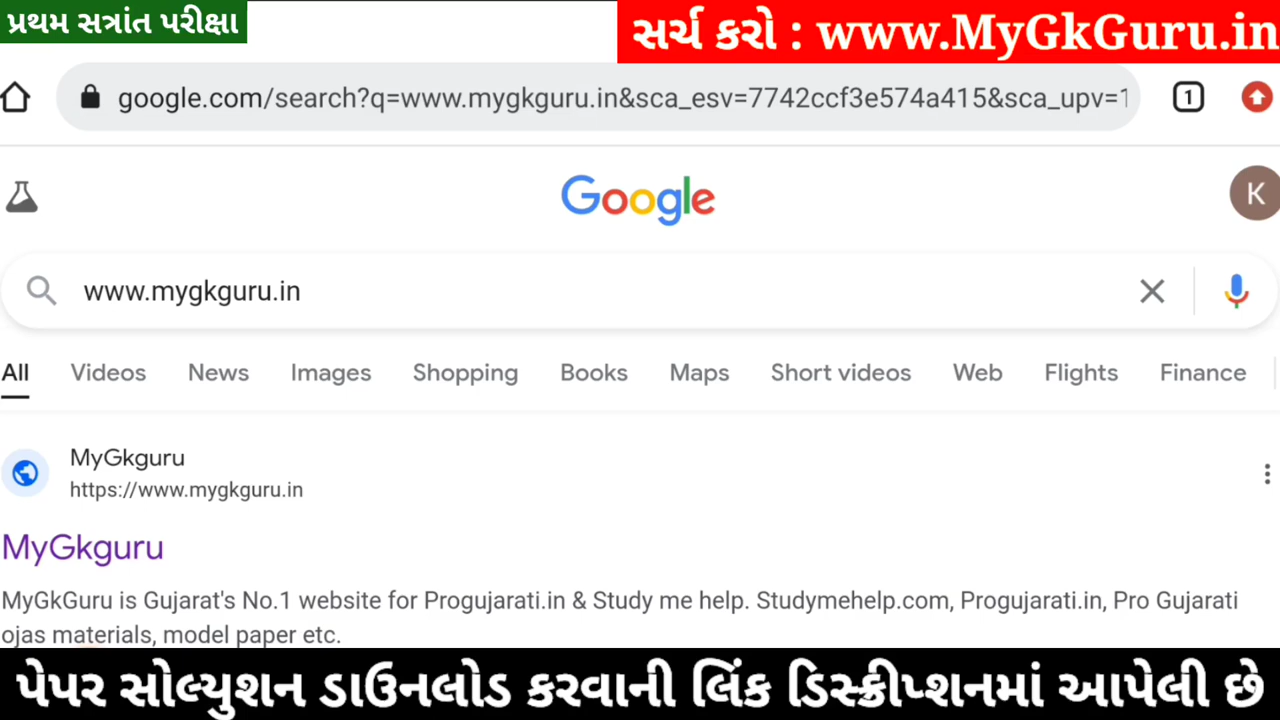 પ્રથમ સત્રાંત પરીક્ષા
સર્ચ કરો : www.MyGkGuru.in
google.com/search?q=www.mygkguru.in&sca_esv=7742ccf3e574a415&sca_upv=1
1
Google
K
www.mygkguru.in
All Videos News Images Shopping Books Maps Short videos Web Flights Finance
MyGkguru
https://www.mygkguru.in
MyGkguru
MyGkGuru is Gujarat's No.1 website for Progujarati.in & Study me help. Studymehelp.com, Progujarati.in, Pro Gujarati
ojas materials, model paper etc.
પેપર સોલ્યુશન ડાઉનલોડ કરવાની લિંક ડિસ્ક્રીપ્શનમાં આપેલી છે